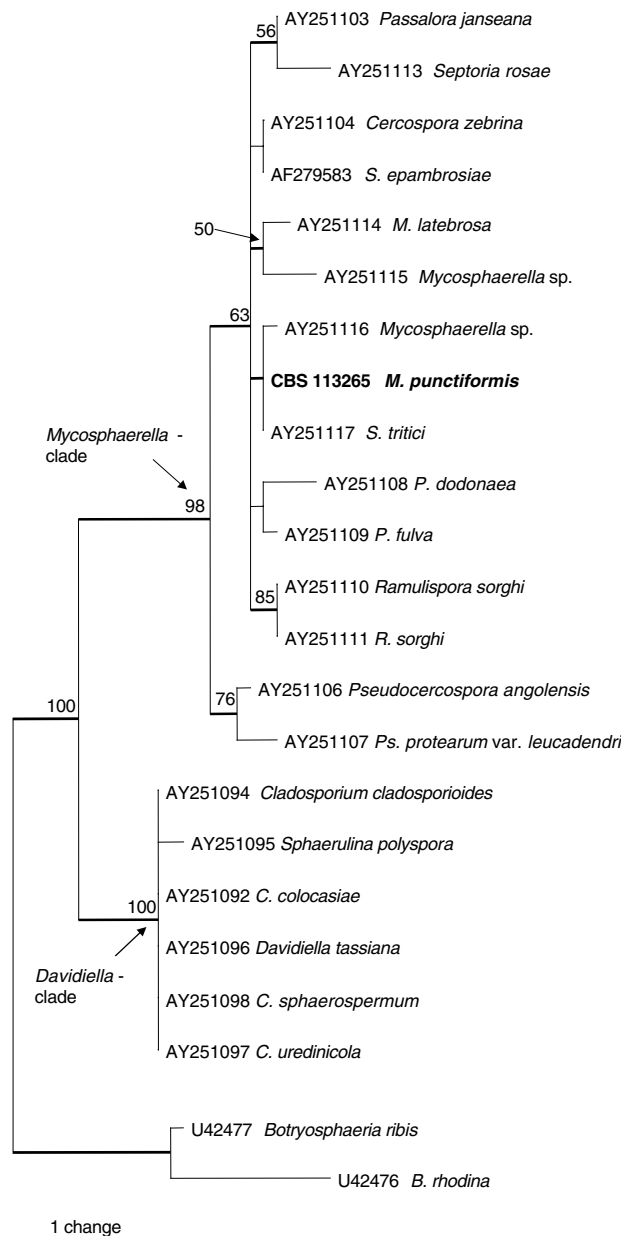 AY251103 Passalora janseana
56
AY251113 Septoria rosae
AY251104 Cercospora zebrina
AF279583 S. epambrosiae
AY251114 M. latebrosa
50
AY251115 Mycosphaerella sp.
63
AY251116 Mycosphaerella sp.
CBS 113265 M. punctiformis
AY251117 S. tritici
Mycosphaerella -
clade
AY251108 P. dodonaea
98
AY251109 P. fulva
AY251110 Ramulispora sorghi
85
AY251111 R. sorghi
AY251106 Pseudocercospora angolensis
76
100
AY251107 Ps. protearum var. leucadendri
AY251094 Cladosporium cladosporioides
AY251095 Sphaerulina polyspora
AY251092 C. colocasiae
100
AY251096 Davidiella tassiana
Davidiella -
clade
AY251098 C. sphaerospermum
AY251097 C. uredinicola
U42477 Botryosphaeria ribis
U42476 B. rhodina
1 change